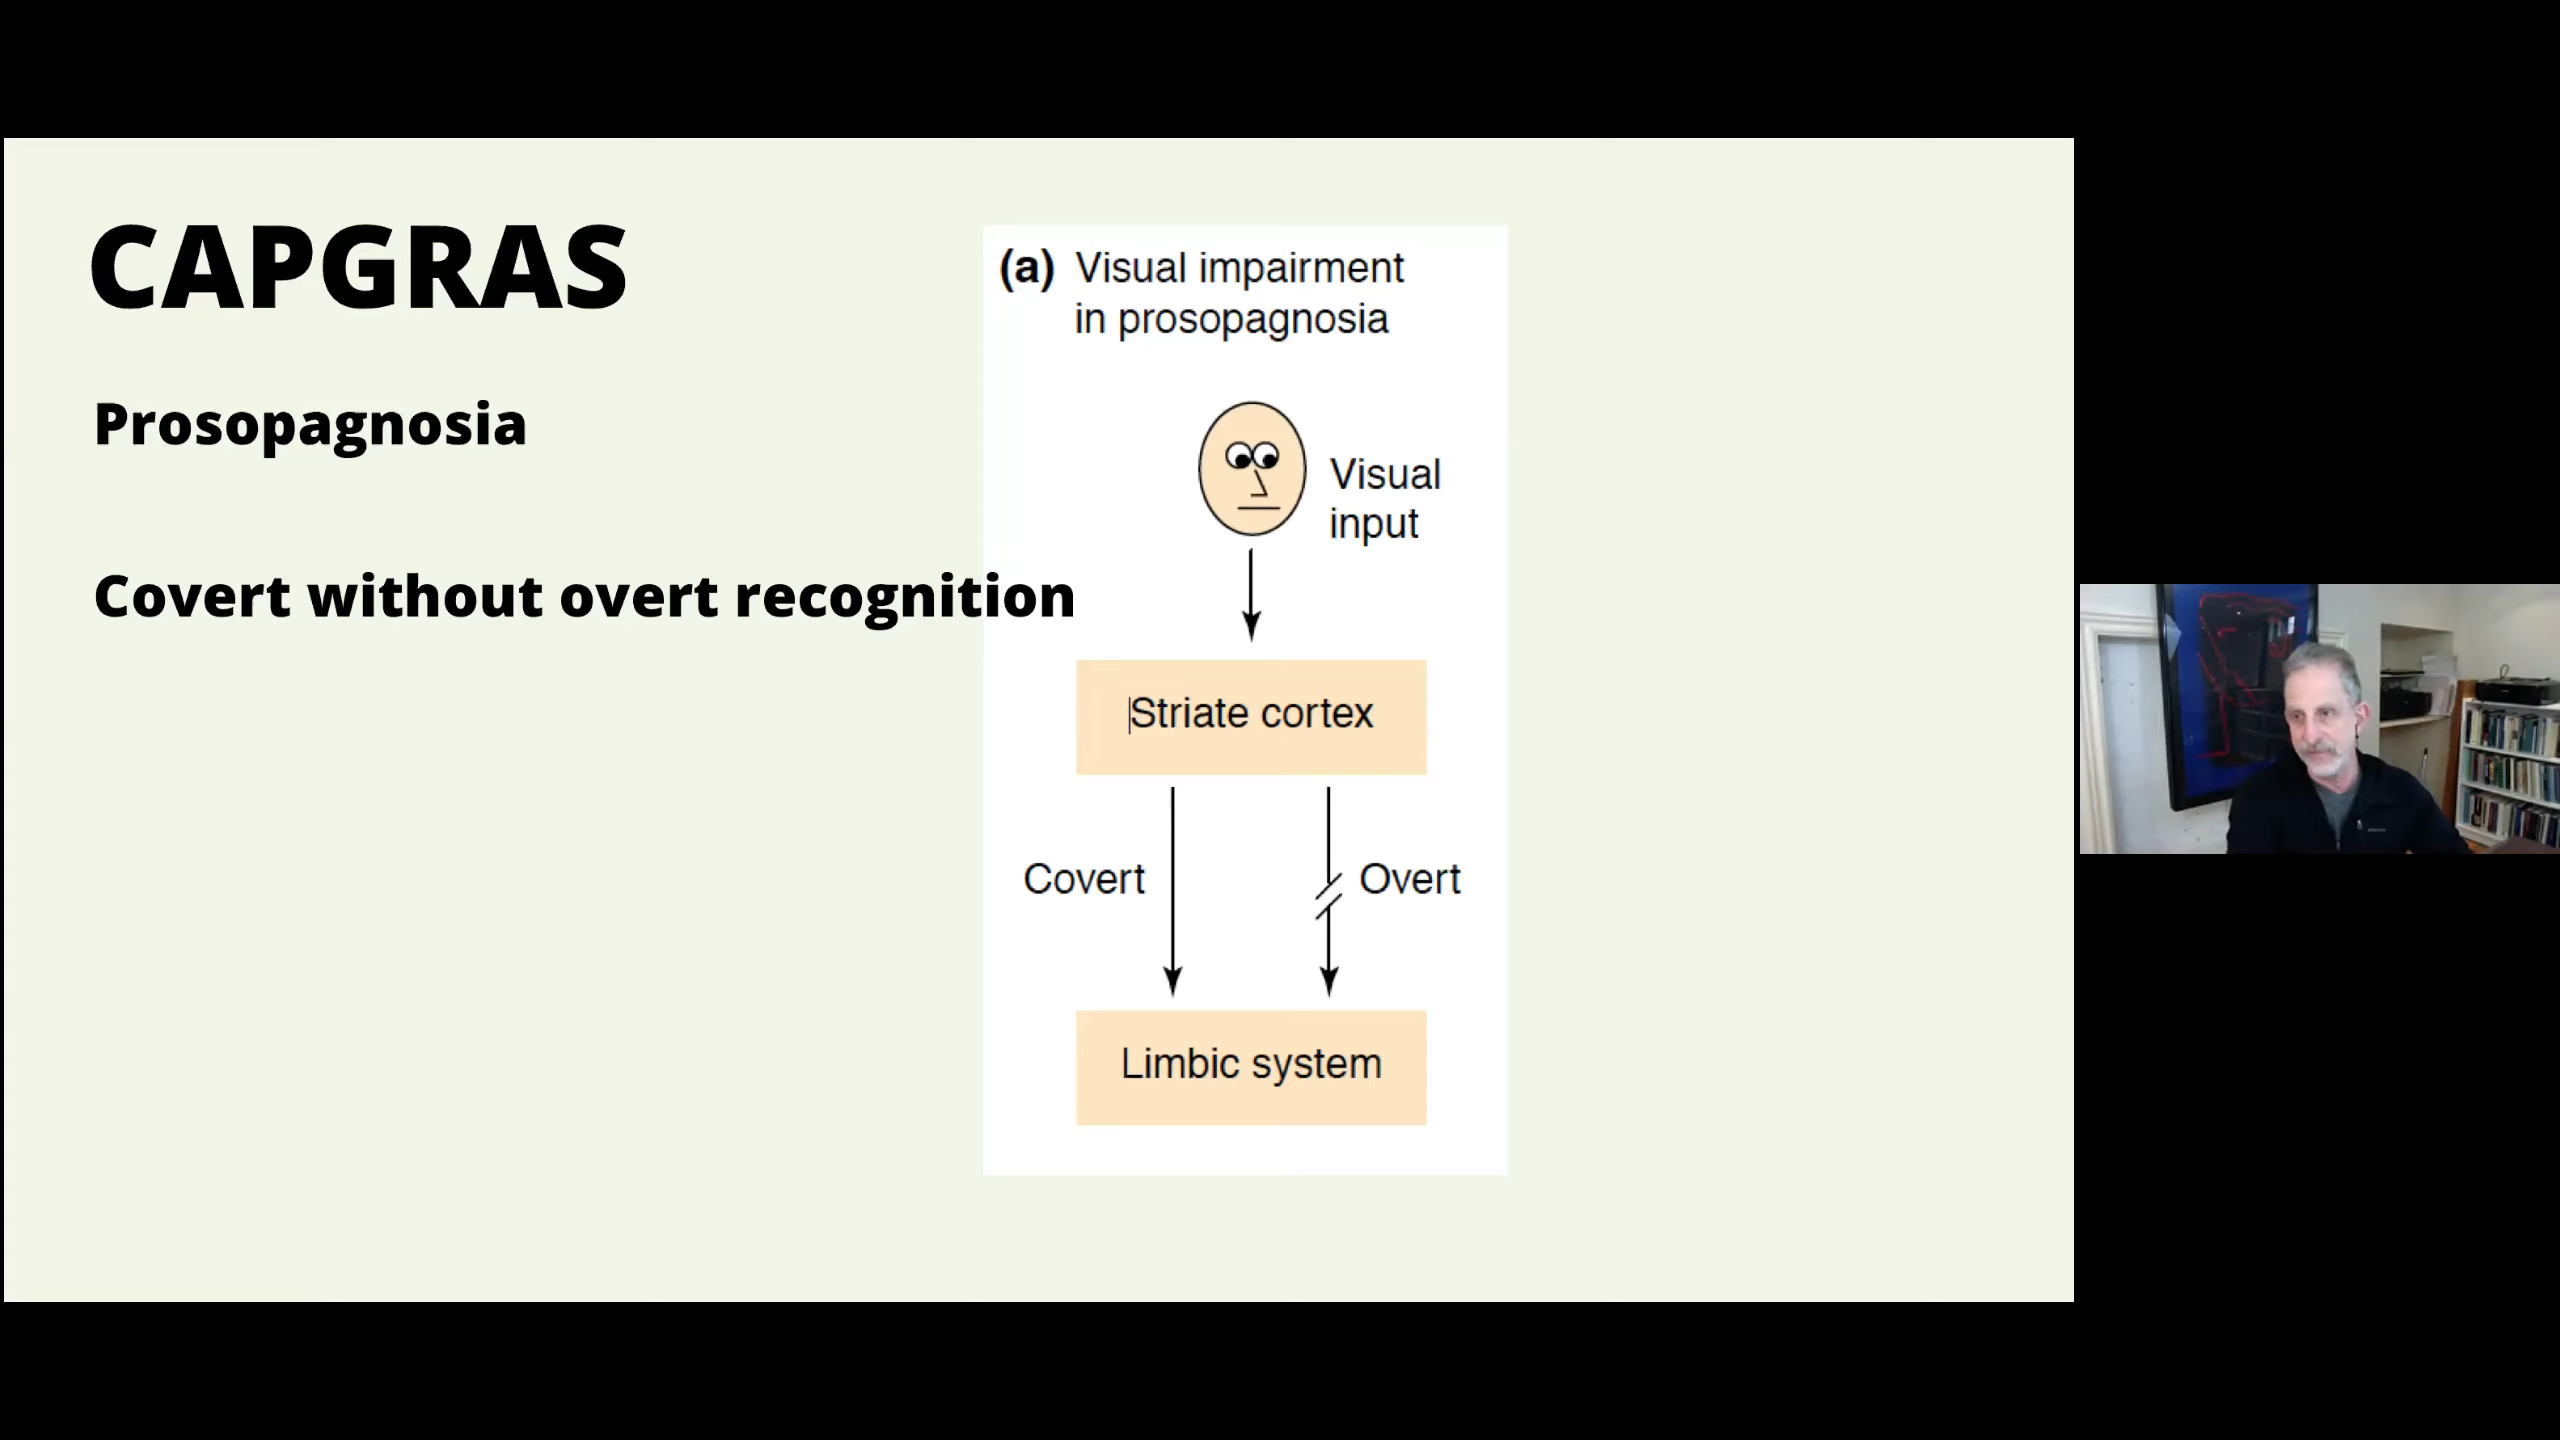 CAPGRAS
Prosopagnosia
Covert without overt recognition
(a) Visual impairment
in prosopagnosia
Visual
input
Striate cortex
Covert
Overt
Limbic system